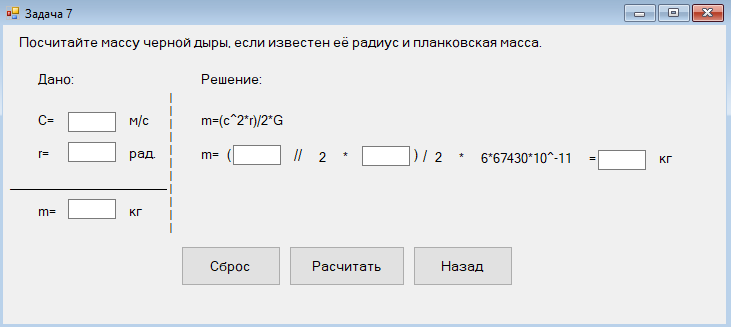 Задача 7
Посчитайте массу черной дыры, если известен её радиус и планковская масса.
Дано: Решение:
C= м/с m=(c^2*r)/2*G
r= рад. m= ( // 2 * ) / 2 * 6*67430*10^-11 = кг
m= кг
Сброс Расчитать Назад